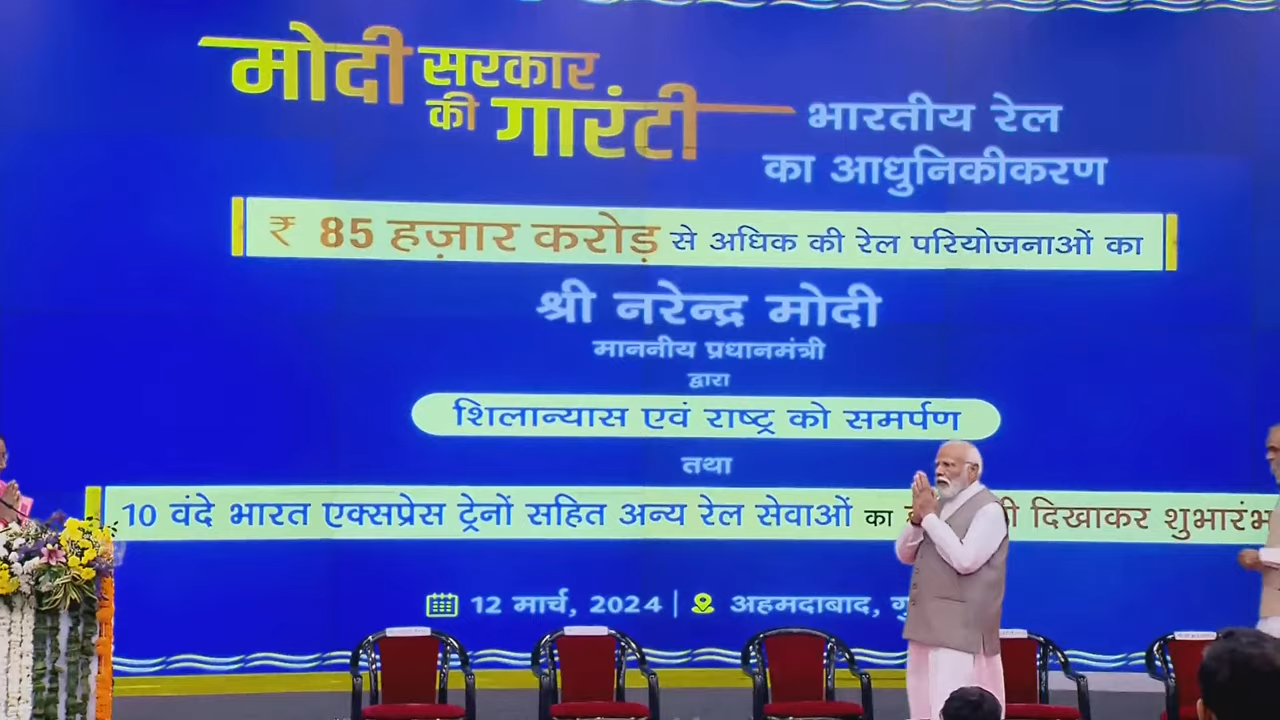 मोदी सरकार
की गारंटी
भारतीय रेल
का आधुनिकीकरण
₹ 85 हज़ार करोड़ से अधिक की रेल परियोजनाओं का
श्री नरेन्द्र मोदी
माननीय प्रधानमंत्री
द्वारा
शिलान्यास एवं राष्ट्र को समर्पण
तथा
10 वंदे भारत एक्सप्रेस ट्रेनों सहित अन्य रेल सेवाओं का दिखाकर शुभारंभ
12 मार्च, 2024 | अहमदाबाद,